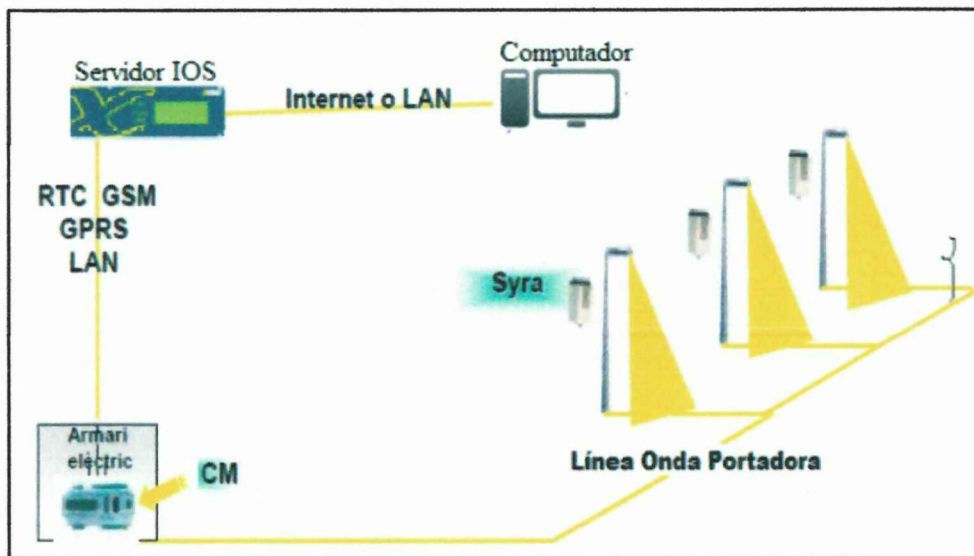 Servidor IOS
Computador
Internet o LAN
RTC GSM
GPRS
LAN
Syra
Armari
elèctric
CM
Línea Onda Portadora